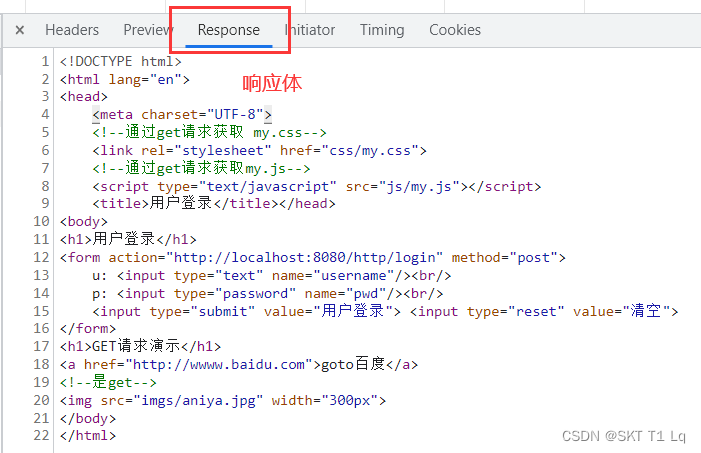 × Headers Preview Response Initiator Timing Cookies
响应体
1 <!DOCTYPE html>
2 <html lang="en">
3 <head>
4 <meta charset="UTF-8">
5 <!--通过get请求获取 my.css-->
6 <link rel="stylesheet" href="css/my.css">
7 <!--通过get请求获取my.js-->
8 <script type="text/javascript" src="js/my.js"></script>
9 <title>用户登录</title></head>
10 <body>
11 <h1>用户登录</h1>
12 <form action="http://localhost:8080/http/login" method="post">
13 u: <input type="text" name="username"/><br/>
14 p: <input type="password" name="pwd"/><br/>
15 <input type="submit" value="用户登录"> <input type="reset" value="清空">
16 </form>
17 <h1>GET请求演示</h1>
18 <a href="http://wwww.baidu.com">goto百度</a>
19 <!--是get-->
20 <img src="imgs/aniya.jpg" width="300px">
21 </body>
22 </html>
CSDN @SKT T1 Lq